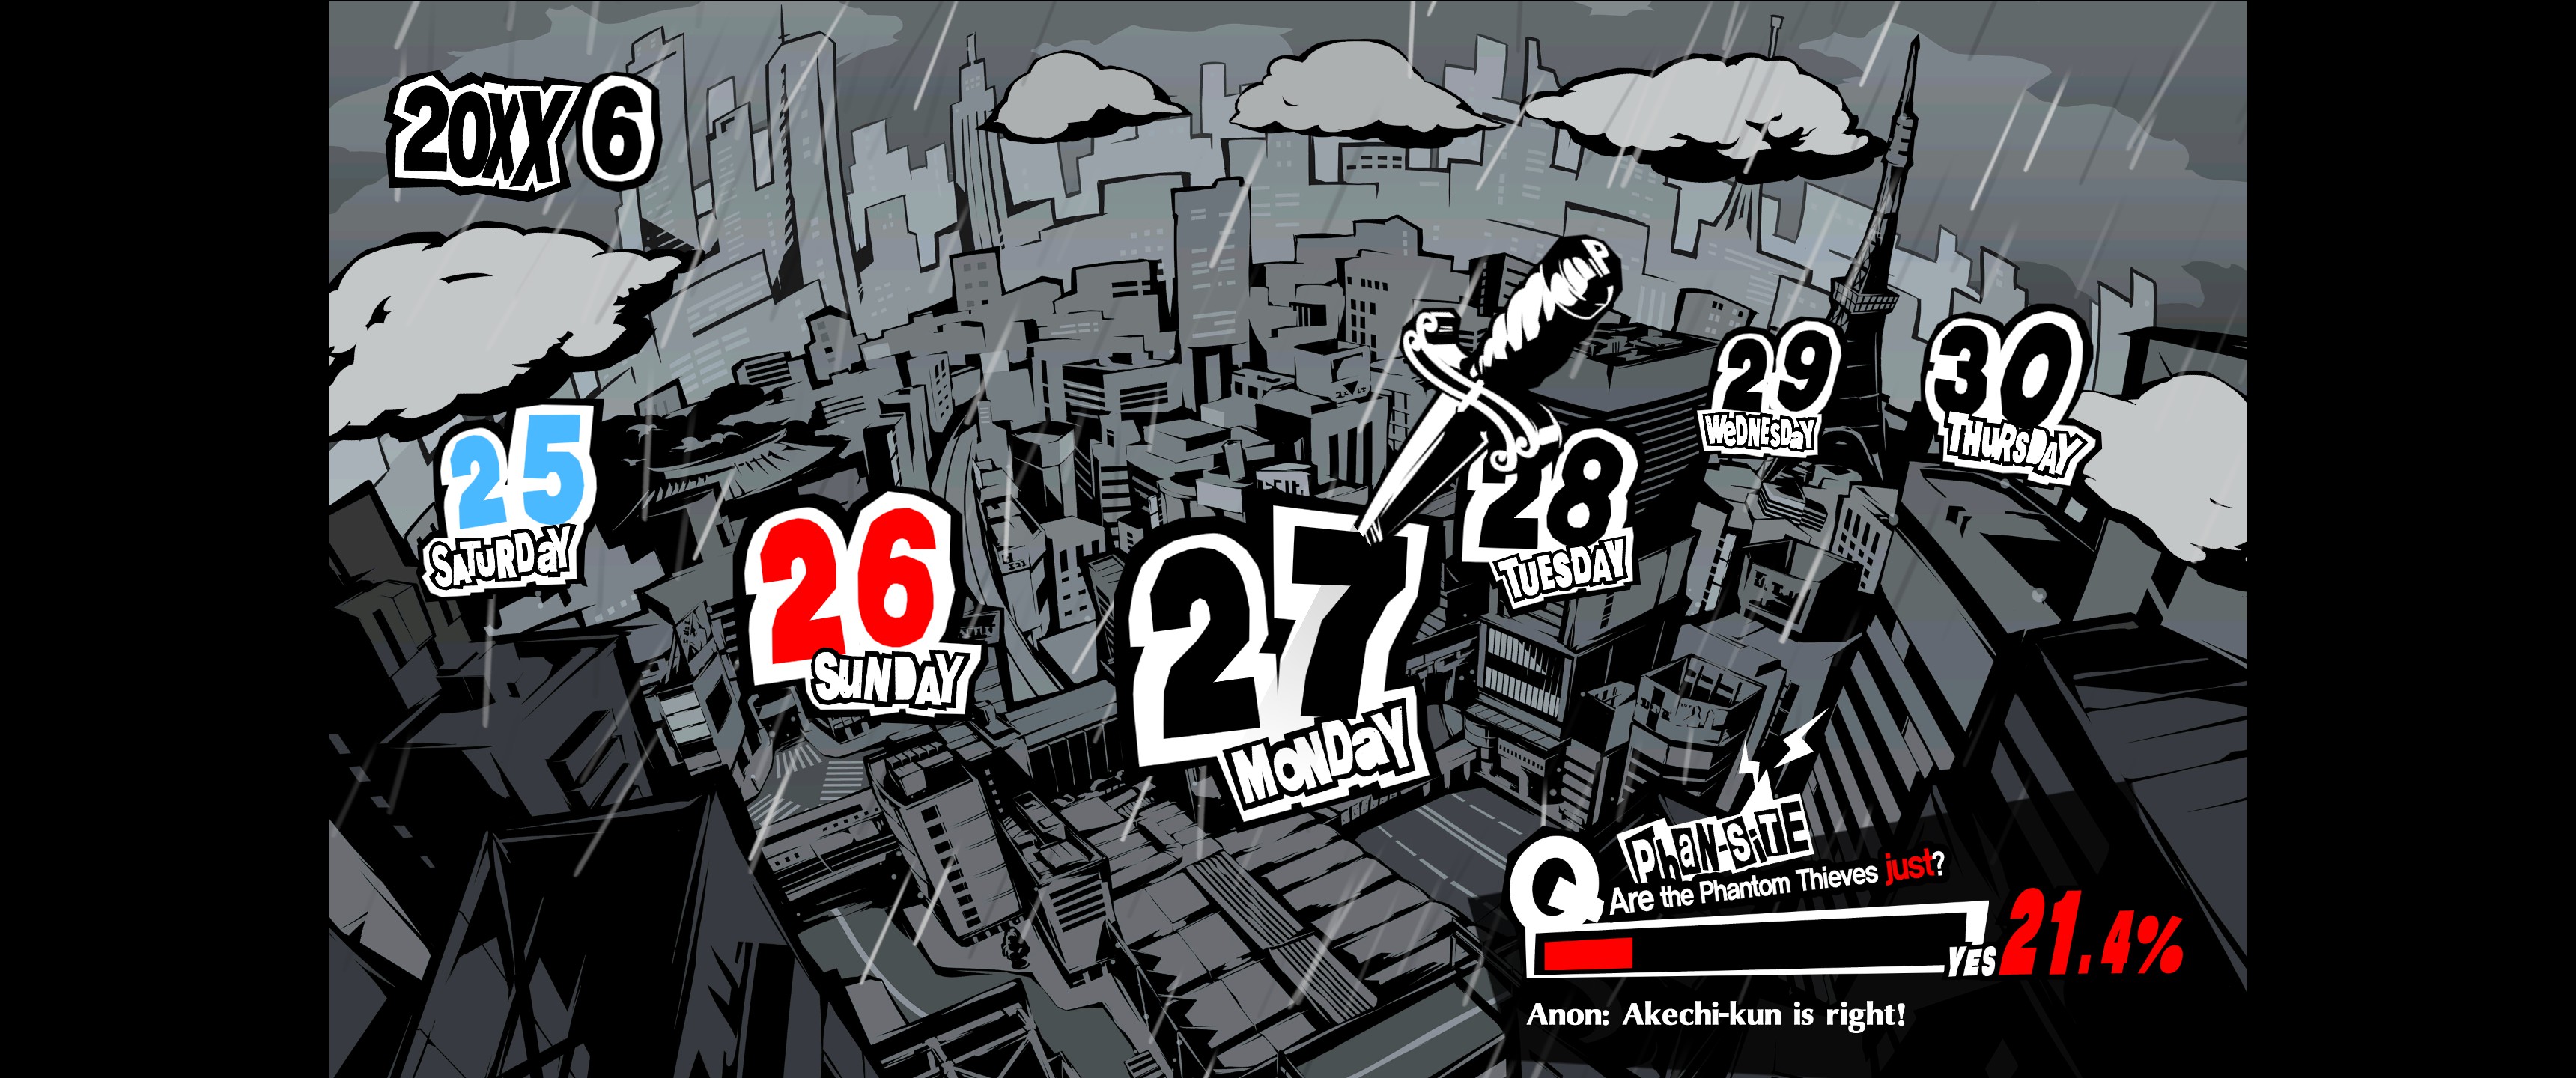 20XX 6
25
SATURDaY
26
SuNDAY
27
MoNDaY
28
TUESDAY
29
WeDNESDaY
30
THuRSDAY
PhaN-SiTE
Q Are the Phantom Thieves just?
YES 21.4%
Anon: Akechi-kun is right!